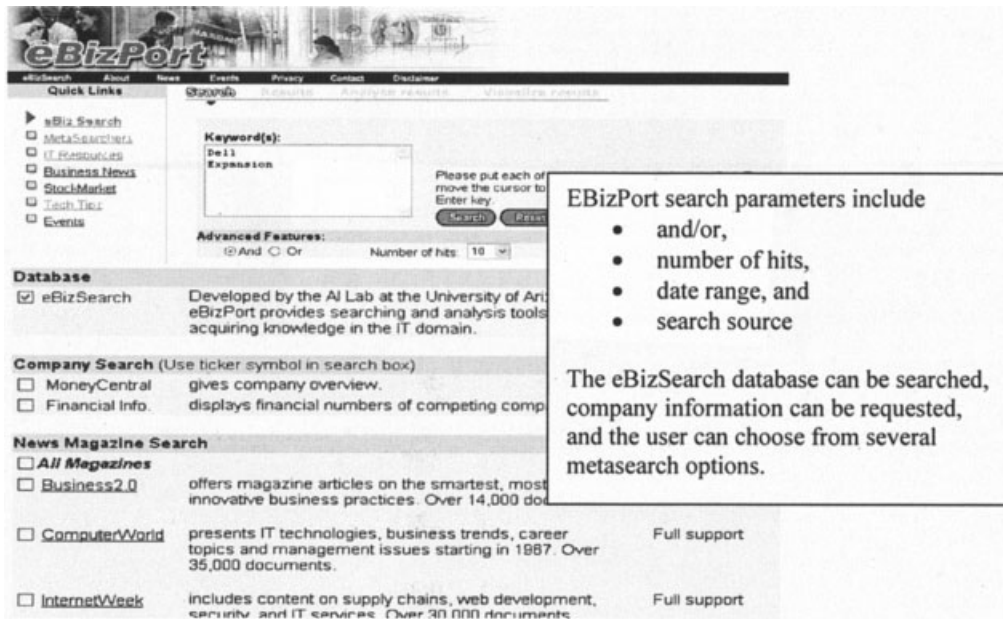 eBizPort
eBizSearch About News Events Privacy Contact Disclaimer
Quick Links
Search Results Analyze results Visualize results
eBiz Search
MetaSearchers
IT Resources
Business News
StockMarket
Tech Tips
Events
Keyword(s):
Dell
Expansion
Please put each of
move the cursor to
Enter key.
Search Reset
Advanced Features:
And Or Number of hits: 10
EBizPort search parameters include
• and/or,
• number of hits,
• date range, and
• search source
The eBizSearch database can be searched,
company information can be requested,
and the user can choose from several
metasearch options.
Database
eBizSearch Developed by the AI Lab at the University of Ari
eBizPort provides searching and analysis tools
acquiring knowledge in the IT domain.
Company Search (Use ticker symbol in search box)
MoneyCentral gives company overview.
Financial Info. displays financial numbers of competing comp
News Magazine Search
All Magazines
Business2.0 offers magazine articles on the smartest, most
innovative business practices. Over 14,000 doc
ComputerWorld presents IT technologies, business trends, career Full support
topics and management issues starting in 1987. Over
35,000 documents.
InternetWeek includes content on supply chains, web development, Full support
security, and IT services. Over 30,000 documents